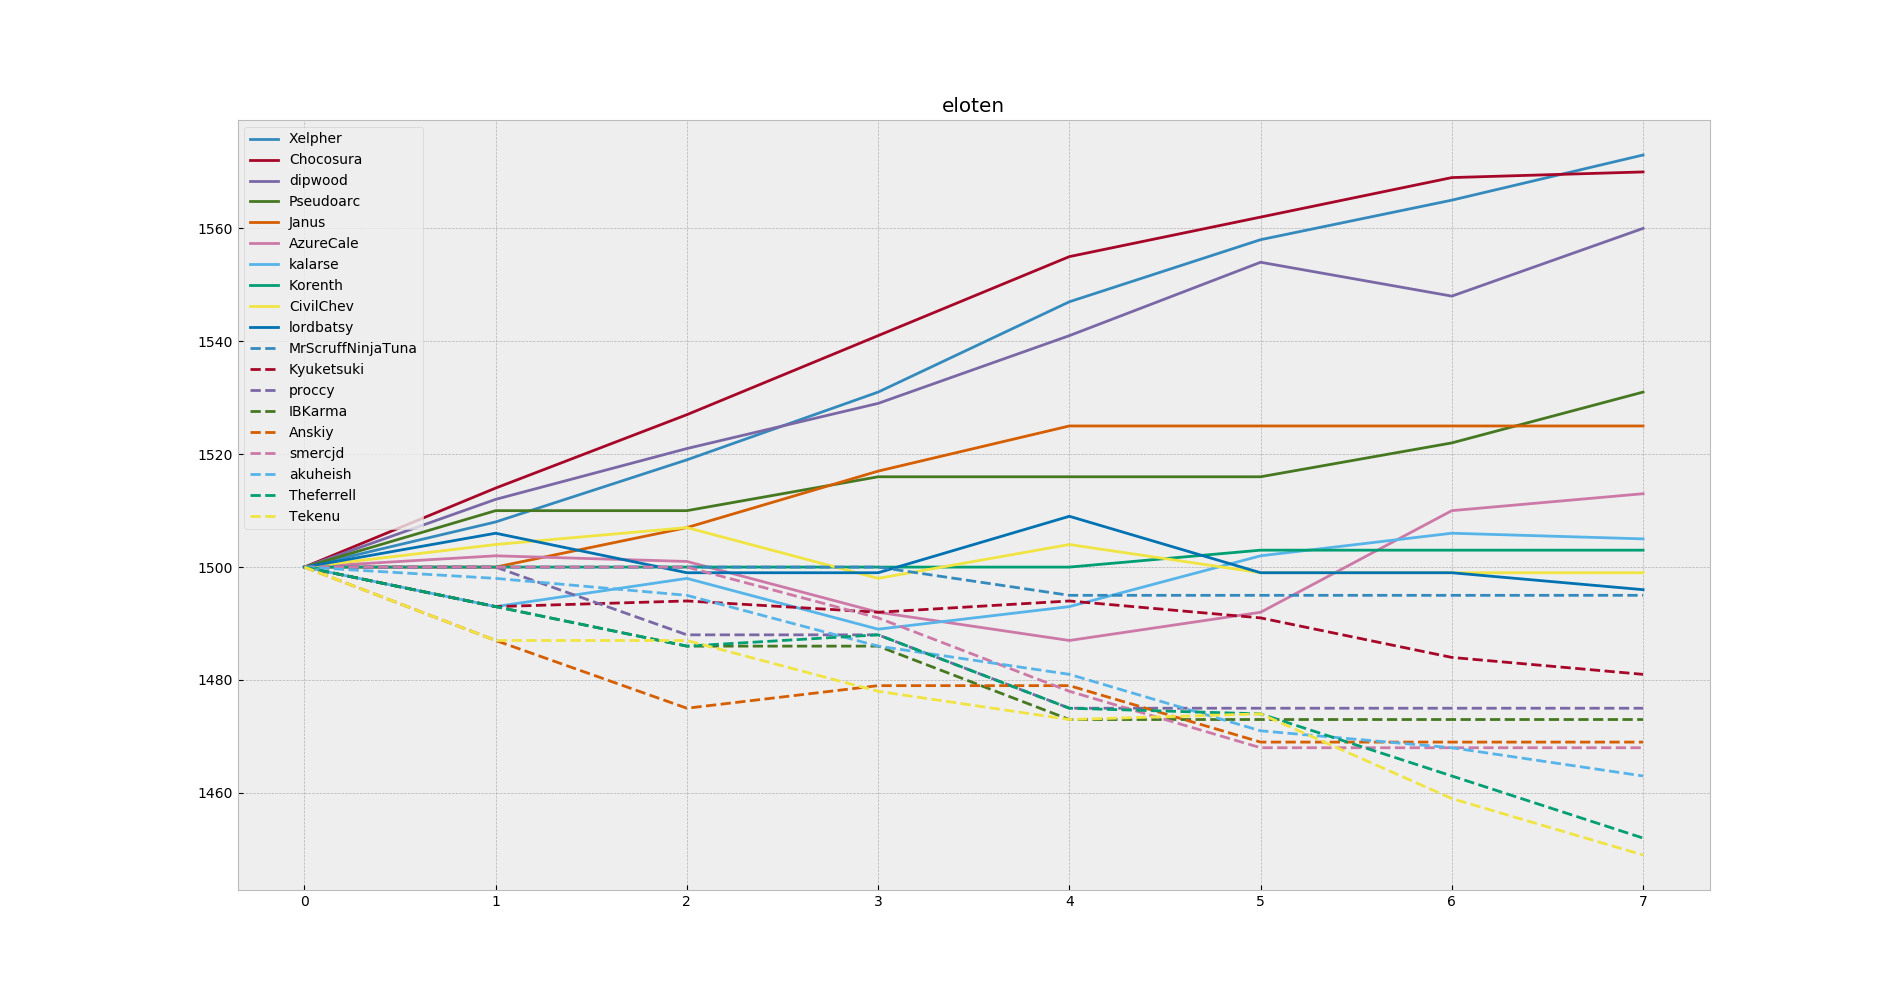 eloten
Xelpher
Chocosura
dipwood
Pseudoarc
Janus
AzureCale
kalarse
Korenth
CivilChev
lordbatsy
MrScruffNinjaTuna
Kyuketsuki
proccy
IBKarma
Anskiy
smercjd
akuheish
Theferrell
Tekenu
1560
1540
1520
1500
1480
1460
0 1 2 3 4 5 6 7